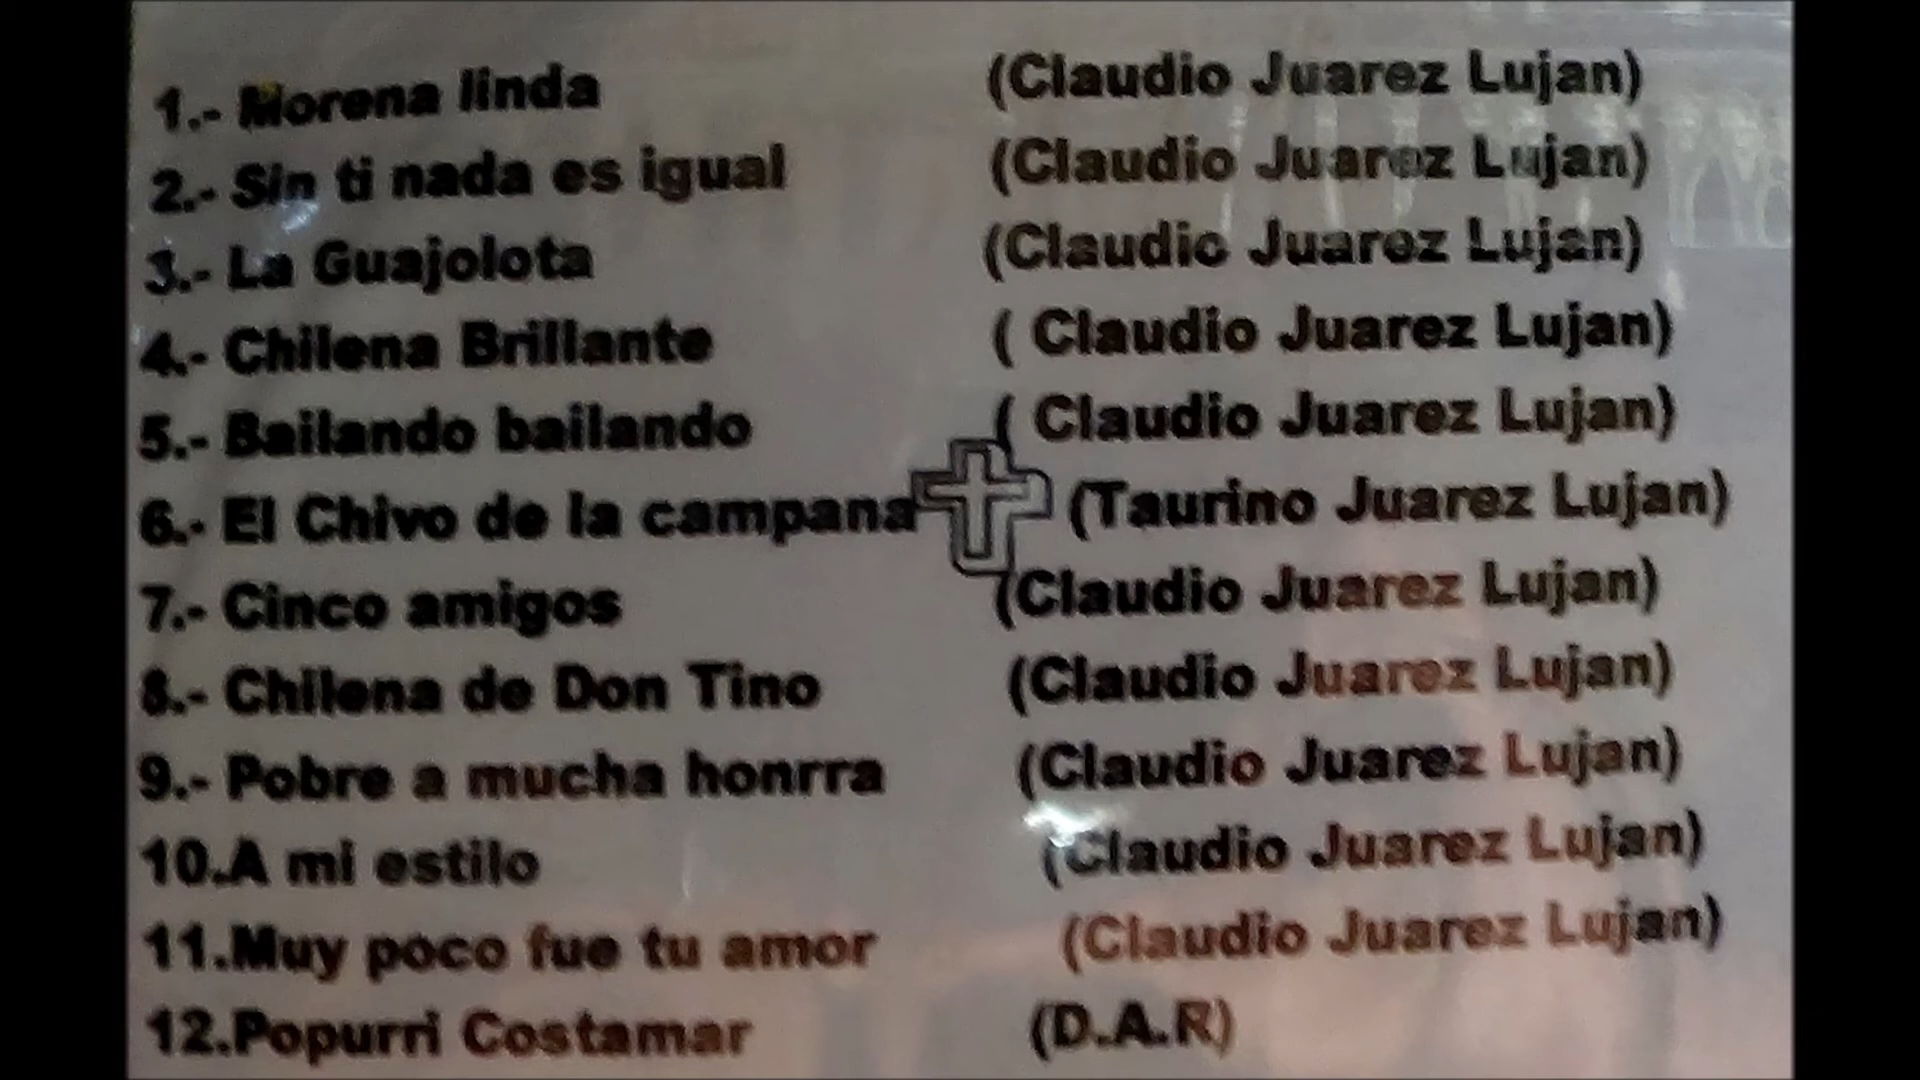 1.- Morena linda (Claudio Juarez Lujan)
2.- Sin ti nada es igual (Claudio Juarez Lujan)
3.- La Guajolota (Claudio Juarez Lujan)
4.- Chilena Brillante ( Claudio Juarez Lujan)
5.- Bailando bailando ( Claudio Juarez Lujan)
6.- El Chivo de la campana (Taurino Juarez Lujan)
7.- Cinco amigos (Claudio Juarez Lujan)
8.- Chilena de Don Tino (Claudio Juarez Lujan)
9.- Pobre a mucha honrra (Claudio Juarez Lujan)
10.A mi estilo (Claudio Juarez Lujan)
11.Muy poco fue tu amor (Claudio Juarez Lujan)
12.Popurri Costamar (D.A.R)